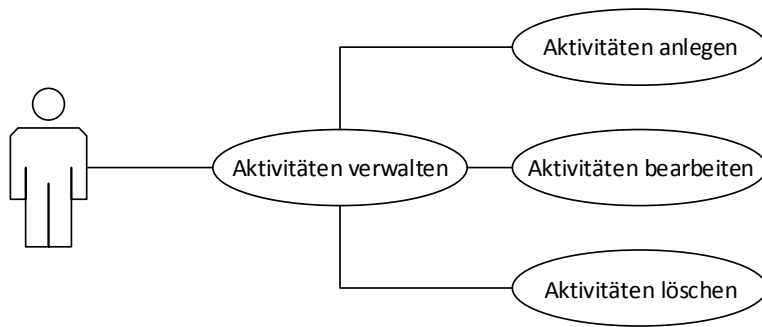 Aktivitäten anlegen
Aktivitäten verwalten
Aktivitäten bearbeiten
Aktivitäten löschen